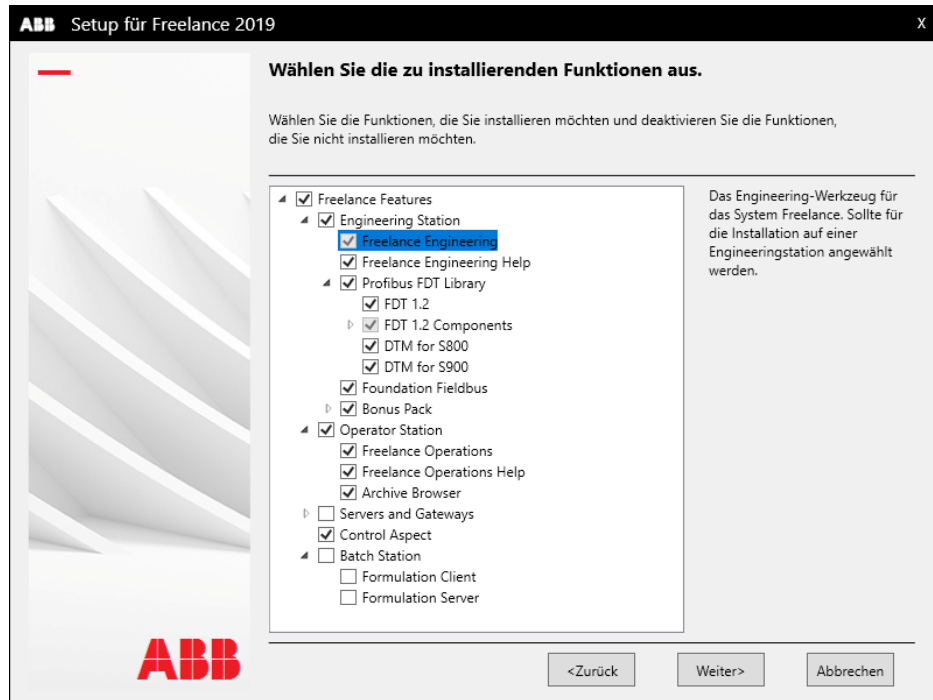 ABB Setup für Freelance 2019 X
Wählen Sie die zu installierenden Funktionen aus.
Wählen Sie die Funktionen, die Sie installieren möchten und deaktivieren Sie die Funktionen,
die Sie nicht installieren möchten.
Freelance Features
Engineering Station
Freelance Engineering
Freelance Engineering Help
Profibus FDT Library
FDT 1.2
FDT 1.2 Components
DTM for S800
DTM for S900
Foundation Fieldbus
Bonus Pack
Operator Station
Freelance Operations
Freelance Operations Help
Archive Browser
Servers and Gateways
Control Aspect
Batch Station
Formulation Client
Formulation Server
Das Engineering-Werkzeug für
das System Freelance. Sollte für
die Installation auf einer
Engineeringstation angewählt
werden.
ABB
<Zurück
Weiter>
Abbrechen